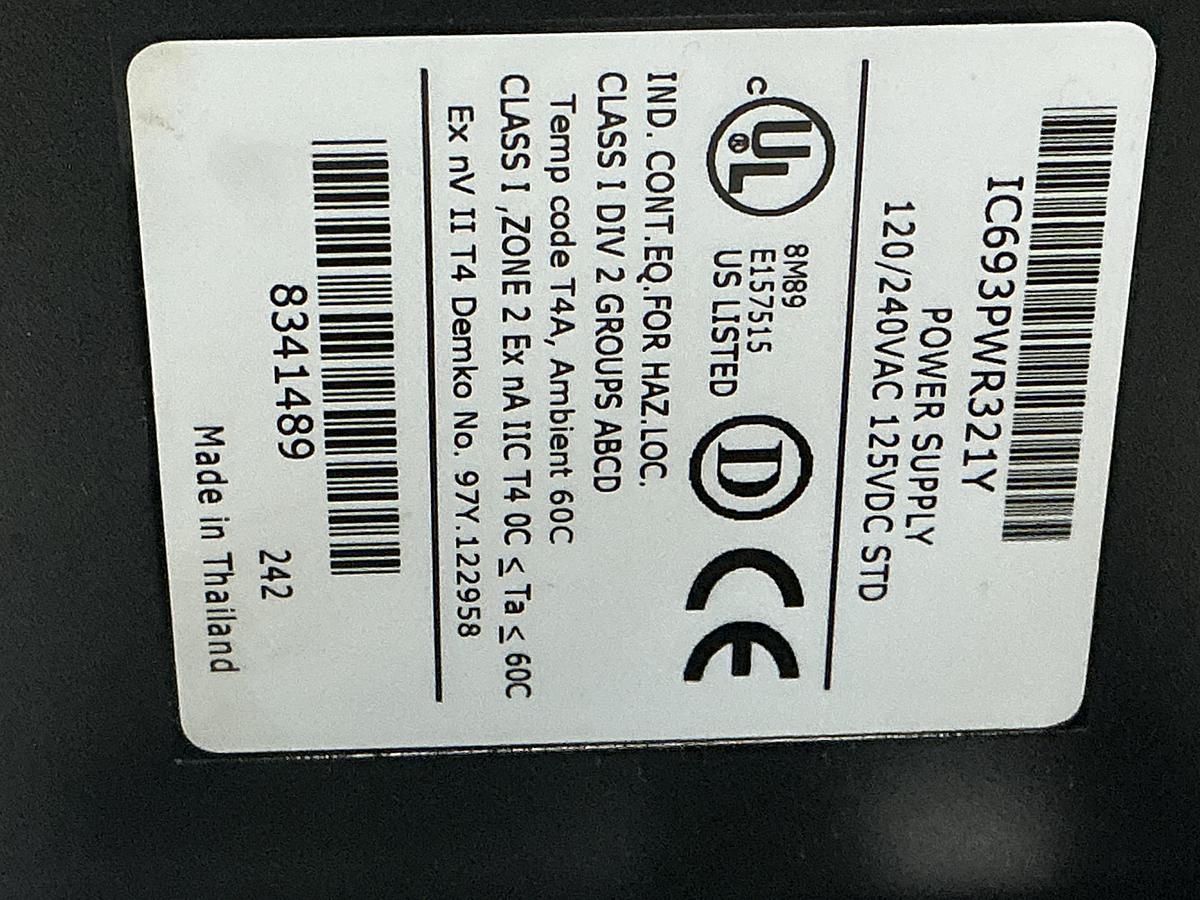 IC693PWR321Y
POWER SUPPLY
120/240VAC 125VDC STD
C UL ®
8M89
E157515
US LISTED
D
CE
IND. CONT.EQ.FOR HAZ.LOC.
CLASS I DIV 2 GROUPS ABCD
Temp code T4A, Ambient 60C
CLASS I ,ZONE 2 Ex nA IIC T4 0C ≤ Ta ≤ 60C
Ex nV II T4 Demko No. 97Y.122958
8341489
242
Made in Thailand